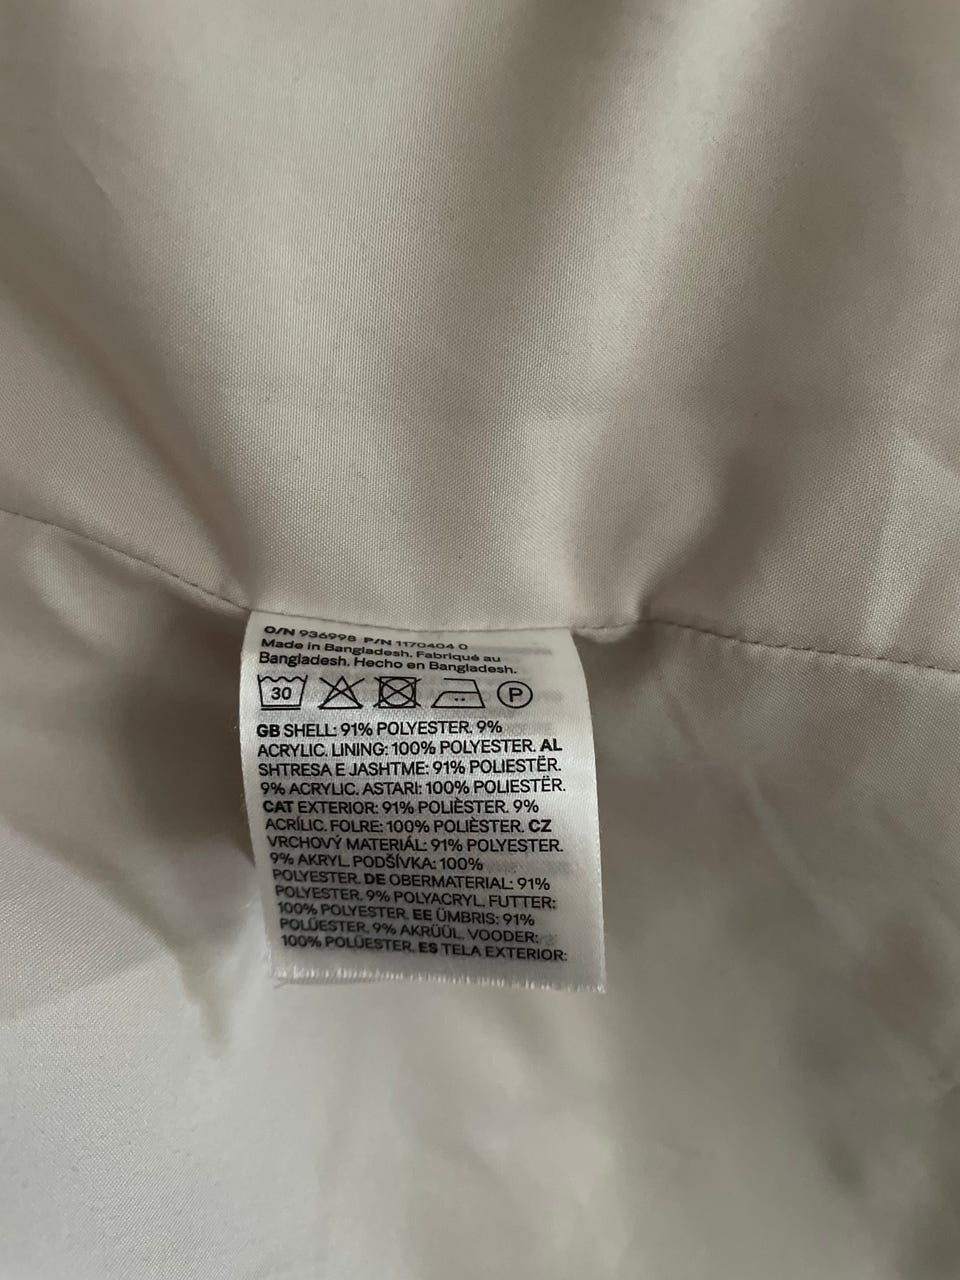 O/N 936998 P/N 1170404 0
Made in Bangladesh. Fabriqué au
Bangladesh. Hecho en Bangladesh.
30 P
GB SHELL: 91% POLYESTER. 9%
ACRYLIC. LINING: 100% POLYESTER. AL
SHTRESA E JASHTME: 91% POLIESTËR.
9% ACRYLIC. ASTARI: 100% POLIESTËR.
CAT EXTERIOR: 91% POLIÈSTER. 9%
ACRÍLIC. FOLRE: 100% POLIÈSTER. CZ
VRCHOVÝ MATERIÁL: 91% POLYESTER.
9% AKRYL. PODŠÍVKA: 100%
POLYESTER. DE OBERMATERIAL: 91%
POLYESTER. 9% POLYACRYL. FUTTER:
100% POLYESTER. EE ÜMBRIS: 91%
POLÜESTER. 9% AKRÜÜL. VOODER:
100% POLÜESTER. ES TELA EXTERIOR: